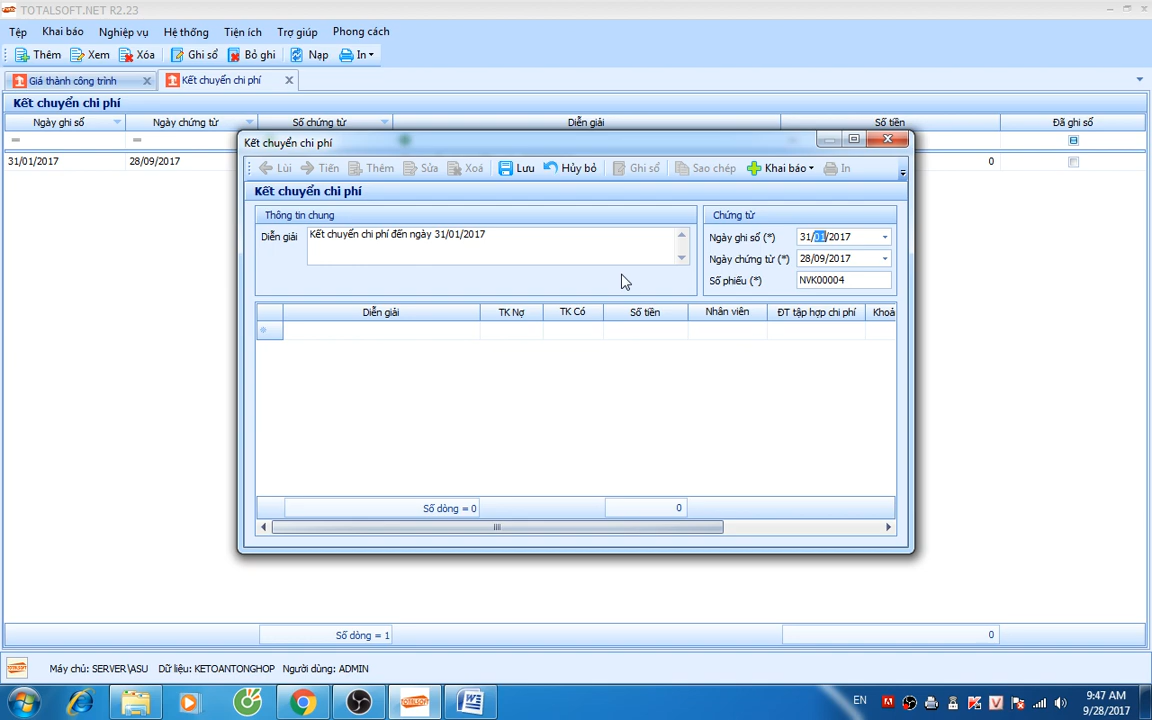 TOTALSOFT.NET R2.23
Tệp Khai báo Nghiệp vụ Hệ thống Tiện ích Trợ giúp Phong cách
Thêm Xem Xóa Ghi sổ Bỏ ghi Nạp In
Giá thành công trình Kết chuyển chi phí
Kết chuyển chi phí
Ngày ghi sổ Ngày chứng từ Số chứng từ Diễn giải Số tiền Đã ghi sổ
31/01/2017 28/09/2017 0
Kết chuyển chi phí
Lùi Tiến Thêm Sửa Xoá Lưu Hủy bỏ Ghi sổ Sao chép Khai báo In
Kết chuyển chi phí
Thông tin chung Chứng từ
Diễn giải Kết chuyển chi phí đến ngày 31/01/2017
Ngày ghi sổ (*) 31/01/2017
Ngày chứng từ (*) 28/09/2017
Số phiếu (*) NVK00004
Diễn giải TK Nợ TK Có Số tiền Nhân viên ĐT tập hợp chi phí Khoả
Số dòng = 0 0
Số dòng = 1 0
Máy chủ: SERVER\ASU Dữ liệu: KETOANTONGHOP Người dùng: ADMIN
EN 9:47 AM
9/28/2017